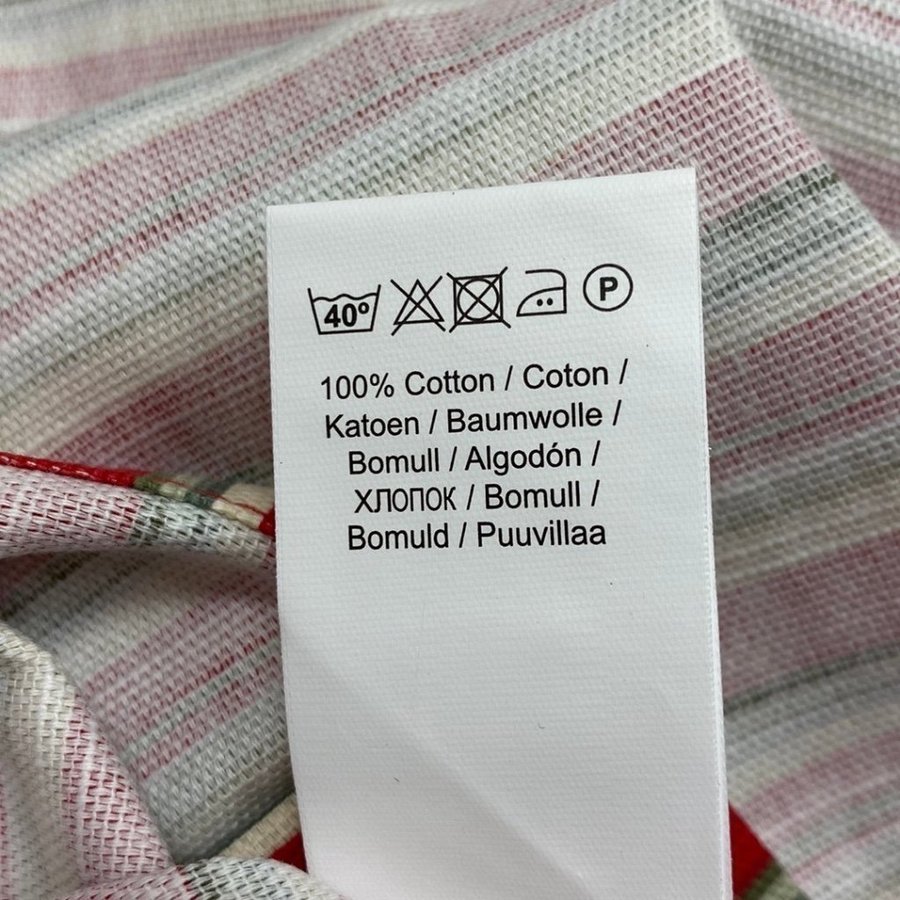 40° P
100% Cotton / Coton /
Katoen / Baumwolle /
Bomull / Algodón /
ХЛОПОК / Bomull /
Bomuld / Puuvillaa